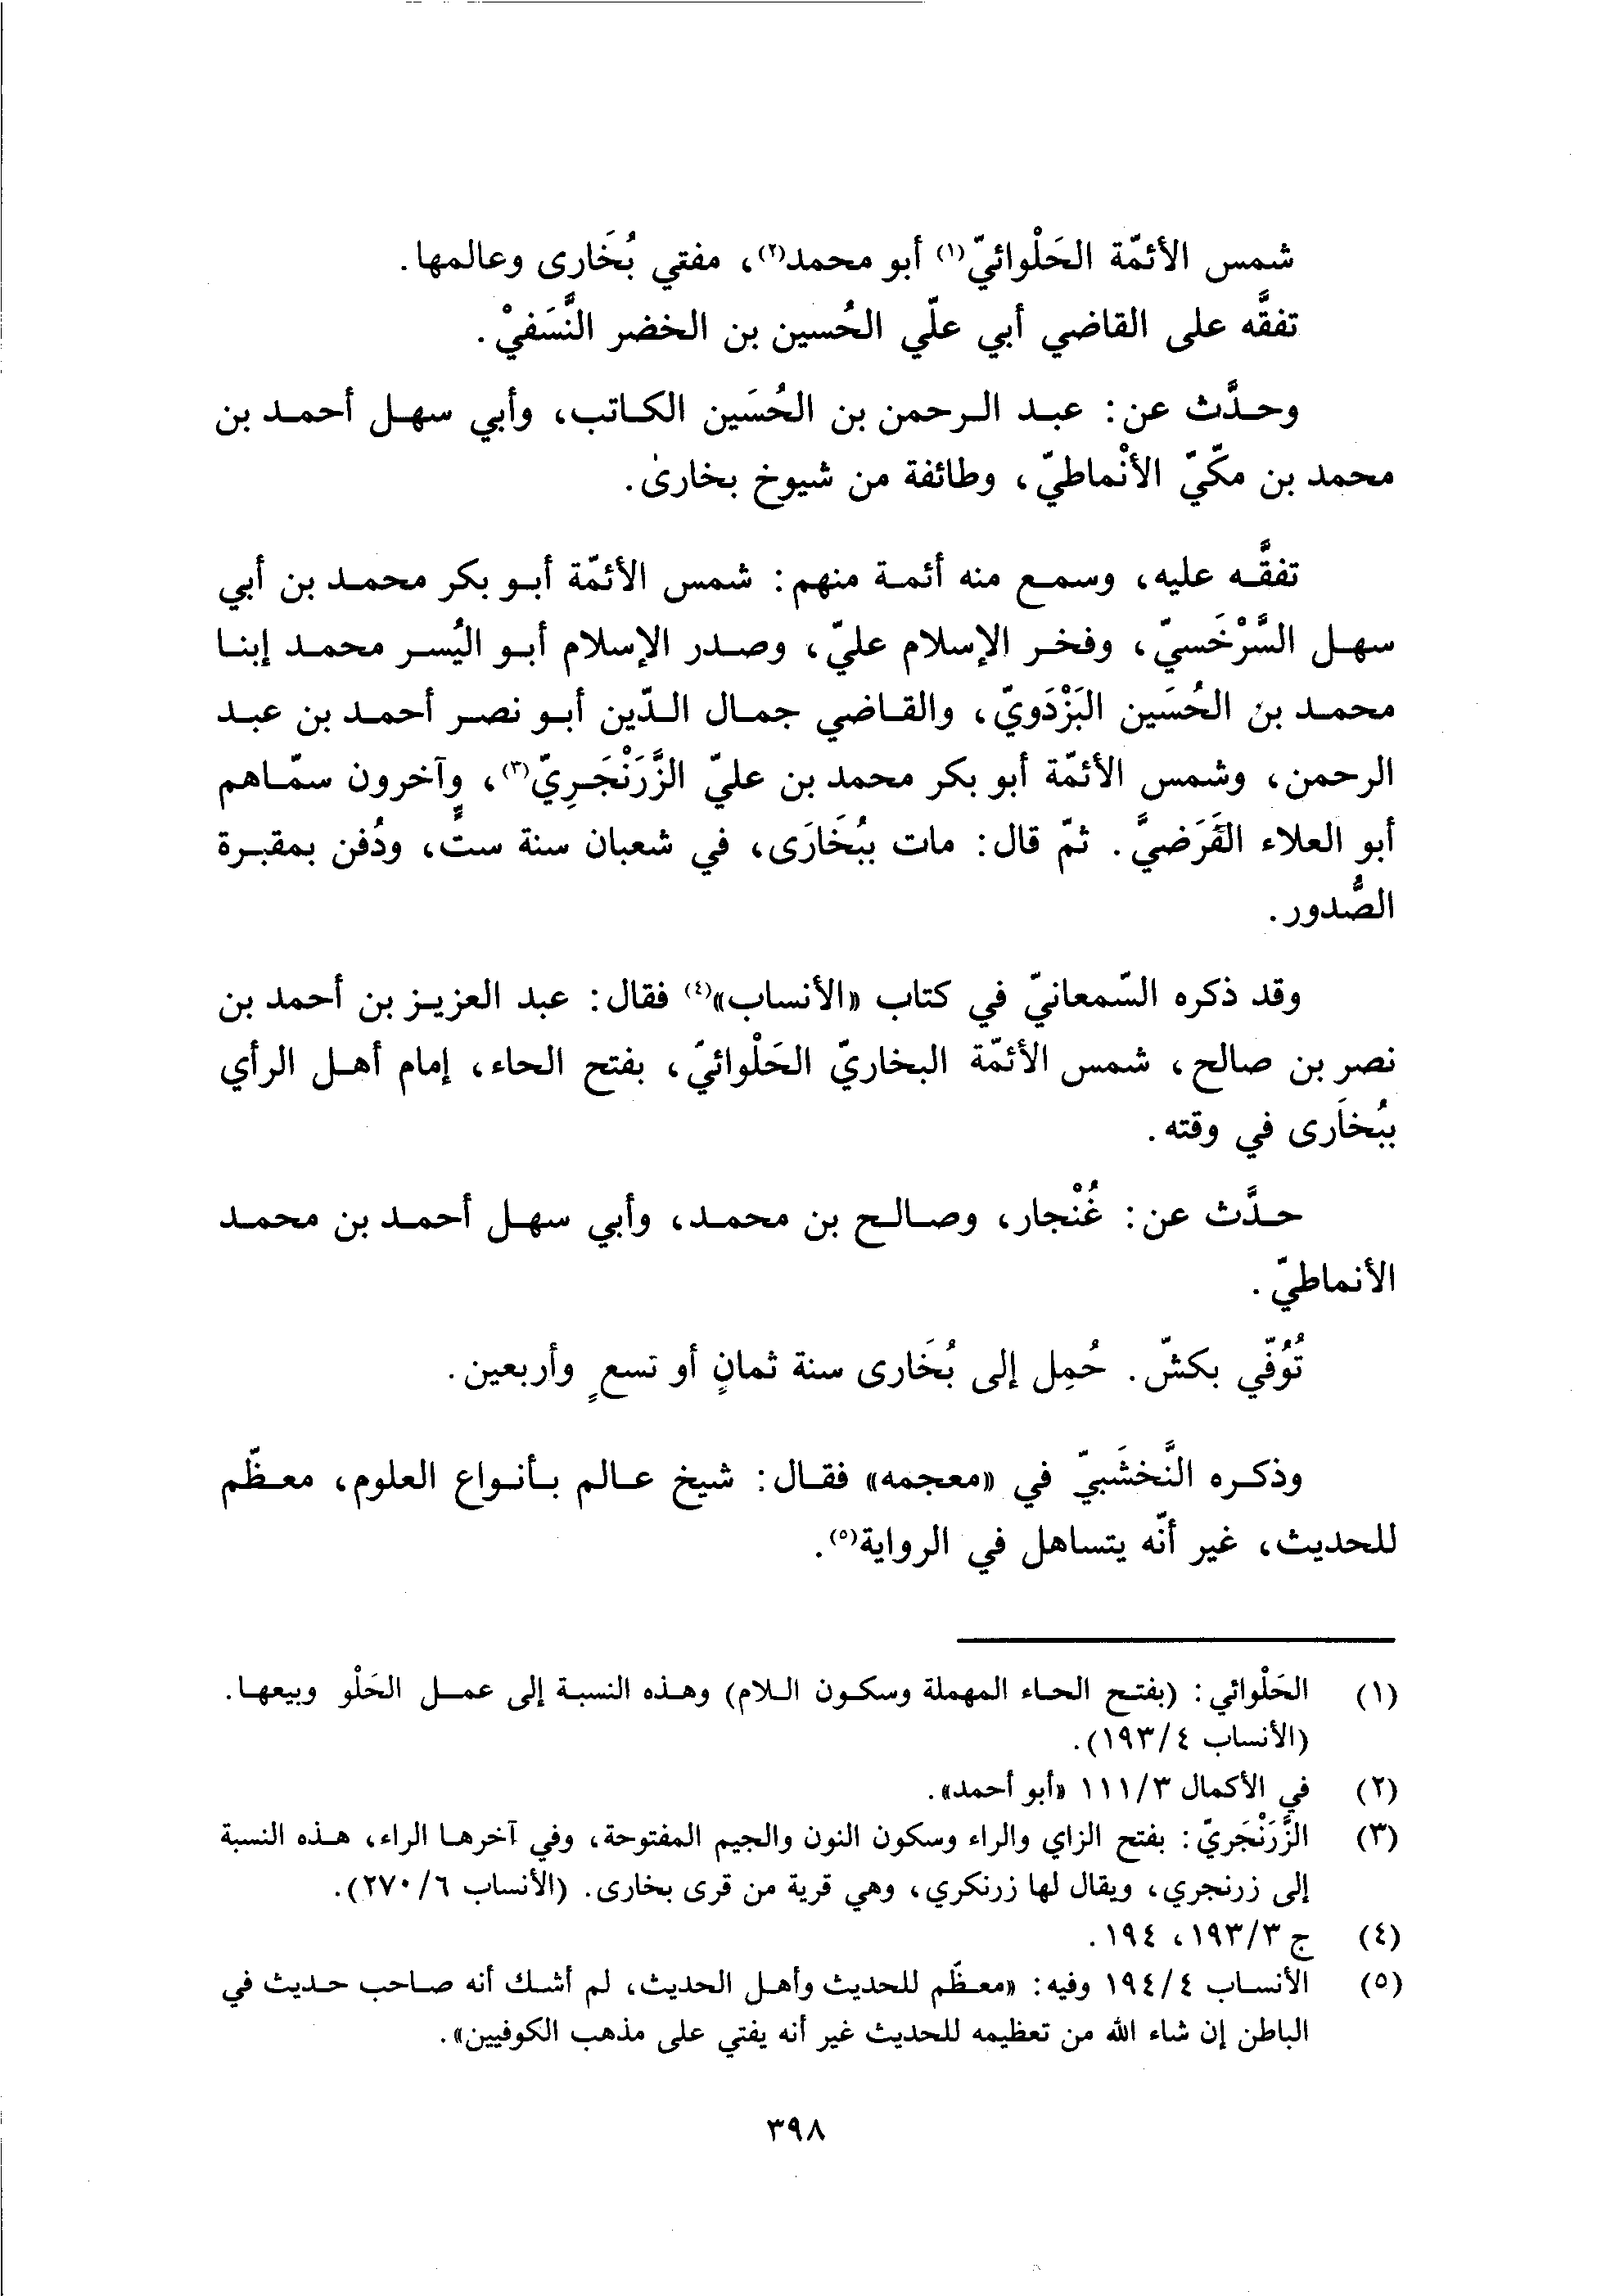 شمس الأئمّة الحَلْوائيّ(١) أبو محمد(٢)، مفتي بُخَارى وعالمها.
تفقَّه على القاضي أبي عليّ الحُسين بن الخضر النَّسَفيْ.
وحدَّث عن: عبد الرحمن بن الحُسَين الكاتب، وأبي سهل أحمد بن
محمد بن مكّيّ الأنْماطيّ، وطائفة من شيوخ بخارىٰ.
تفقَّه عليه، وسمع منه أئمة منهم: شمس الأئمّة أبو بكر محمد بن أبي
سهل السَّرْخَسيّ، وفخر الإسلام عليّ، وصدر الإسلام أبو اليُسر محمد إبنا
محمد بن الحُسَين البَزْدَويّ، والقاضي جمال الدّين أبو نصر أحمد بن عبد
الرحمن، وشمس الأئمّة أبو بكر محمد بن عليّ الزَّرَنْجَرِيّ(٣)، وآخرون سمّاهم
أبو العلاء الفَرَضيّ. ثمّ قال: مات ببُخَارَى، في شعبان سنة ستٍّ، ودُفن بمقبرة
الصُّدور.
وقد ذكره السّمعانيّ في كتاب «الأنساب»(٤) فقال: عبد العزيز بن أحمد بن
نصر بن صالح، شمس الأئمّة البخاريّ الحَلْوائيّ، بفتح الحاء، إمام أهل الرأي
ببُخاَرى في وقته.
حدَّث عن: غُنْجار، وصالح بن محمد، وأبي سهل أحمد بن محمد
الأنماطيّ.
تُوُفّي بكشّ. حُمِل إلى بُخَارى سنة ثمانٍ أو تسعٍ وأربعين.
وذكره النَّخشَبيّ في «معجمه» فقال: شيخ عالم بأنواع العلوم، معظّم
للحديث، غير أنّه يتساهل في الرواية(٥).
(١) الحَلْوائي: (بفتح الحاء المهملة وسكون اللام) وهذه النسبة إلى عمل الحَلْو وبيعها.
(الأنساب ١٩٣/٤).
(٢) في الأكمال ١١١/٣ «أبو أحمد».
(٣) الزَّرَنْجَريّ: بفتح الزاي والراء وسكون النون والجيم المفتوحة، وفي آخرها الراء، هذه النسبة
إلى زرنجري، ويقال لها زرنكري، وهي قرية من قرى بخارى. (الأنساب ٢٧٠/٦).
(٤) ج ١٩٣/٣، ١٩٤.
(٥) الأنساب ١٩٤/٤ وفيه: «معظّم للحديث وأهل الحديث، لم أشك أنه صاحب حديث في
الباطن إن شاء الله من تعظيمه للحديث غير أنه يفتي على مذهب الكوفيين».
٣٩٨